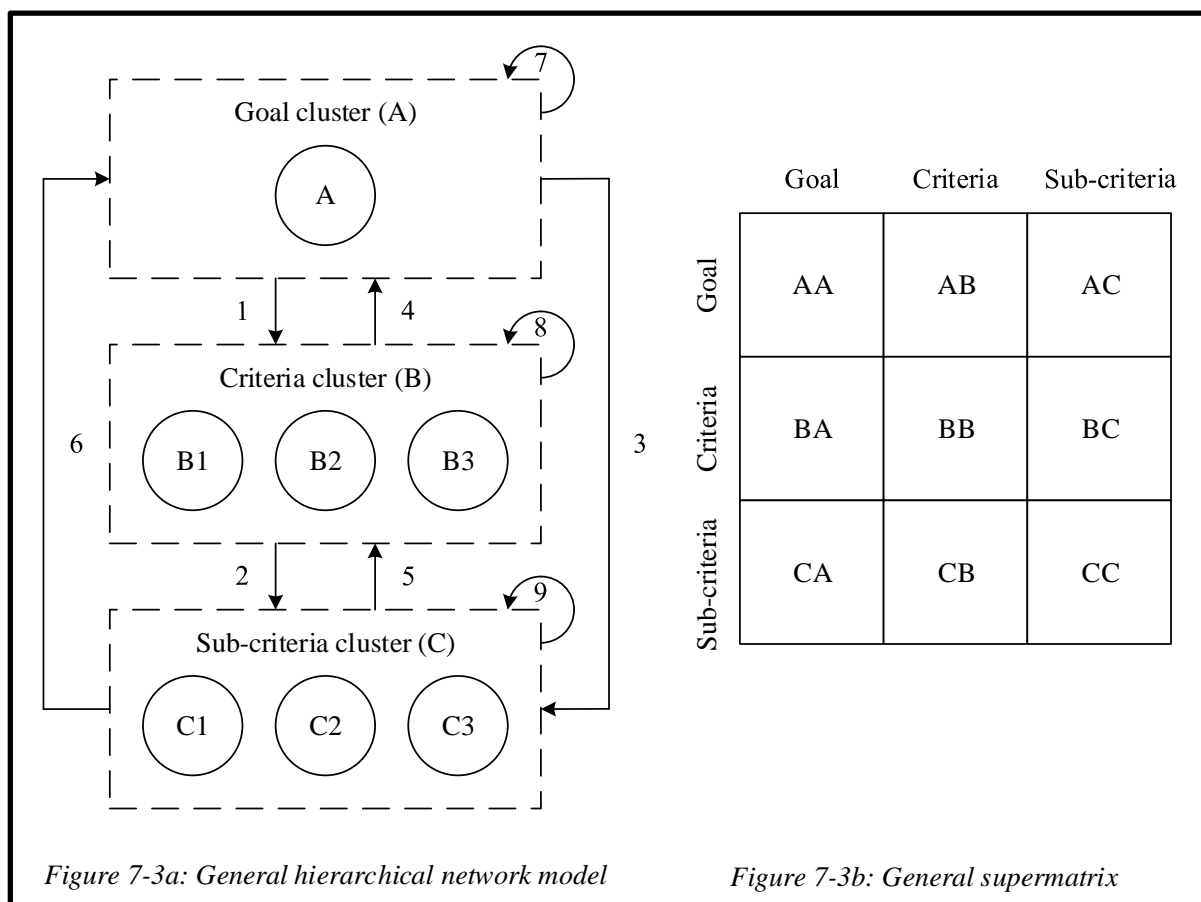 7
Goal cluster (A)
A
1
4
8
Criteria cluster (B)
6
B1 B2 B3
3
2
5
9
Sub-criteria cluster (C)
C1 C2 C3
Figure 7-3a: General hierarchical network model
Goal Criteria Sub-criteria
Goal
AA AB AC
Criteria
BA BB BC
Sub-criteria
CA CB CC
Figure 7-3b: General supermatrix